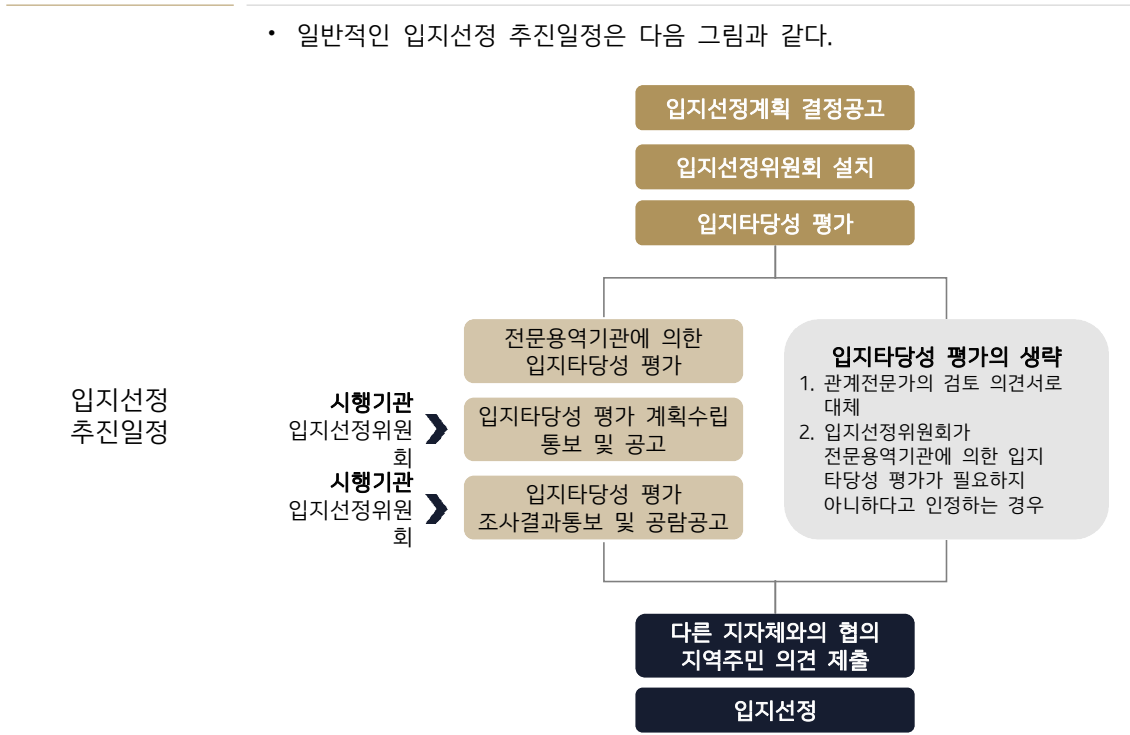 • 일반적인 입지선정 추진일정은 다음 그림과 같다.
입지선정계획 결정공고
입지선정위원회 설치
입지타당성 평가
전문용역기관에 의한
입지타당성 평가
입지타당성 평가의 생략
1. 관계전문가의 검토 의견서로
대체
2. 입지선정위원회가
전문용역기관에 의한 입지
타당성 평가가 필요하지
아니하다고 인정하는 경우
입지선정
추진일정
시행기관
입지선정위원
회
입지타당성 평가 계획수립
통보 및 공고
시행기관
입지선정위원
회
입지타당성 평가
조사결과통보 및 공람공고
다른 지자체와의 협의
지역주민 의견 제출
입지선정